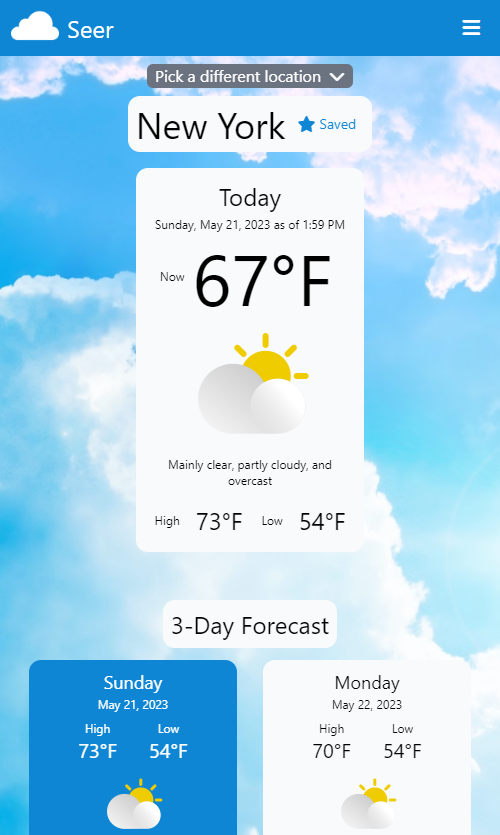 Seer
Pick a different location
New York Saved
Today
Sunday, May 21, 2023 as of 1:59 PM
Now 67°F
Mainly clear, partly cloudy, and
overcast
High 73°F Low 54°F
3-Day Forecast
Sunday
May 21, 2023
High Low
73°F 54°F
Monday
May 22, 2023
High Low
70°F 54°F